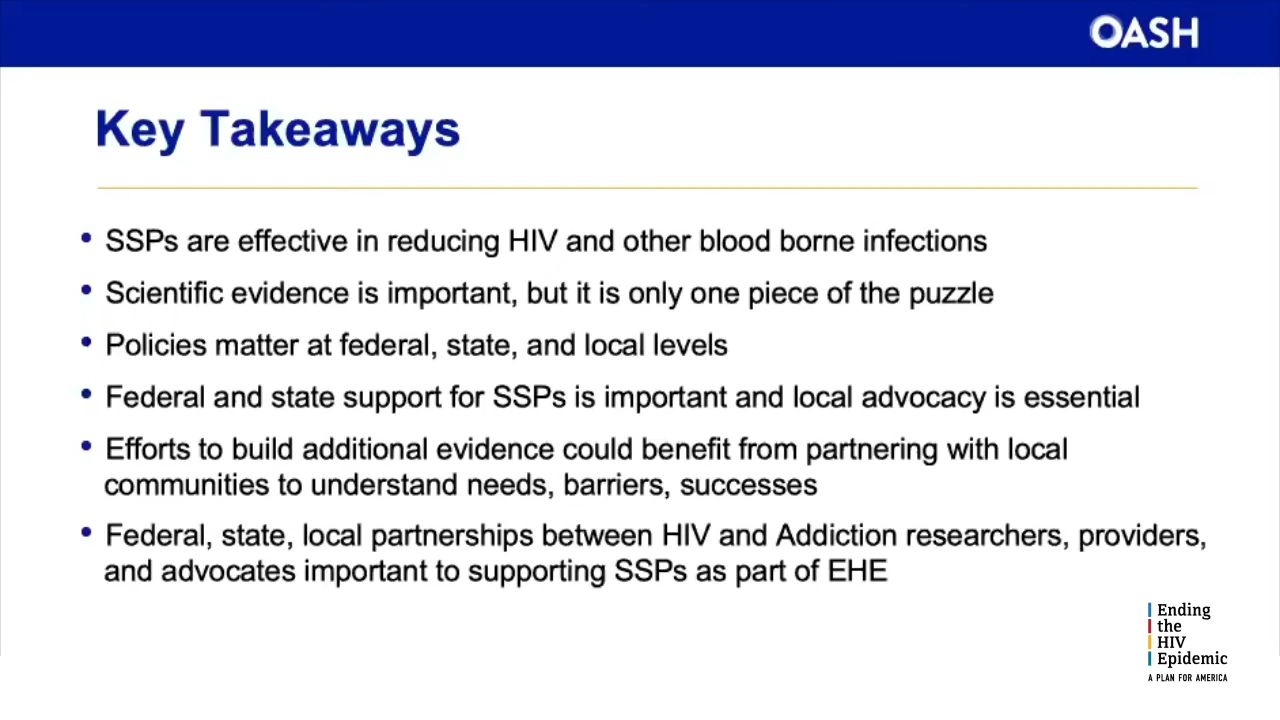 OASH
Key Takeaways
• SSPs are effective in reducing HIV and other blood borne infections
• Scientific evidence is important, but it is only one piece of the puzzle
• Policies matter at federal, state, and local levels
• Federal and state support for SSPs is important and local advocacy is essential
• Efforts to build additional evidence could benefit from partnering with local
communities to understand needs, barriers, successes
• Federal, state, local partnerships between HIV and Addiction researchers, providers,
and advocates important to supporting SSPs as part of EHE
Ending
the
HIV
Epidemic
A PLAN FOR AMERICA